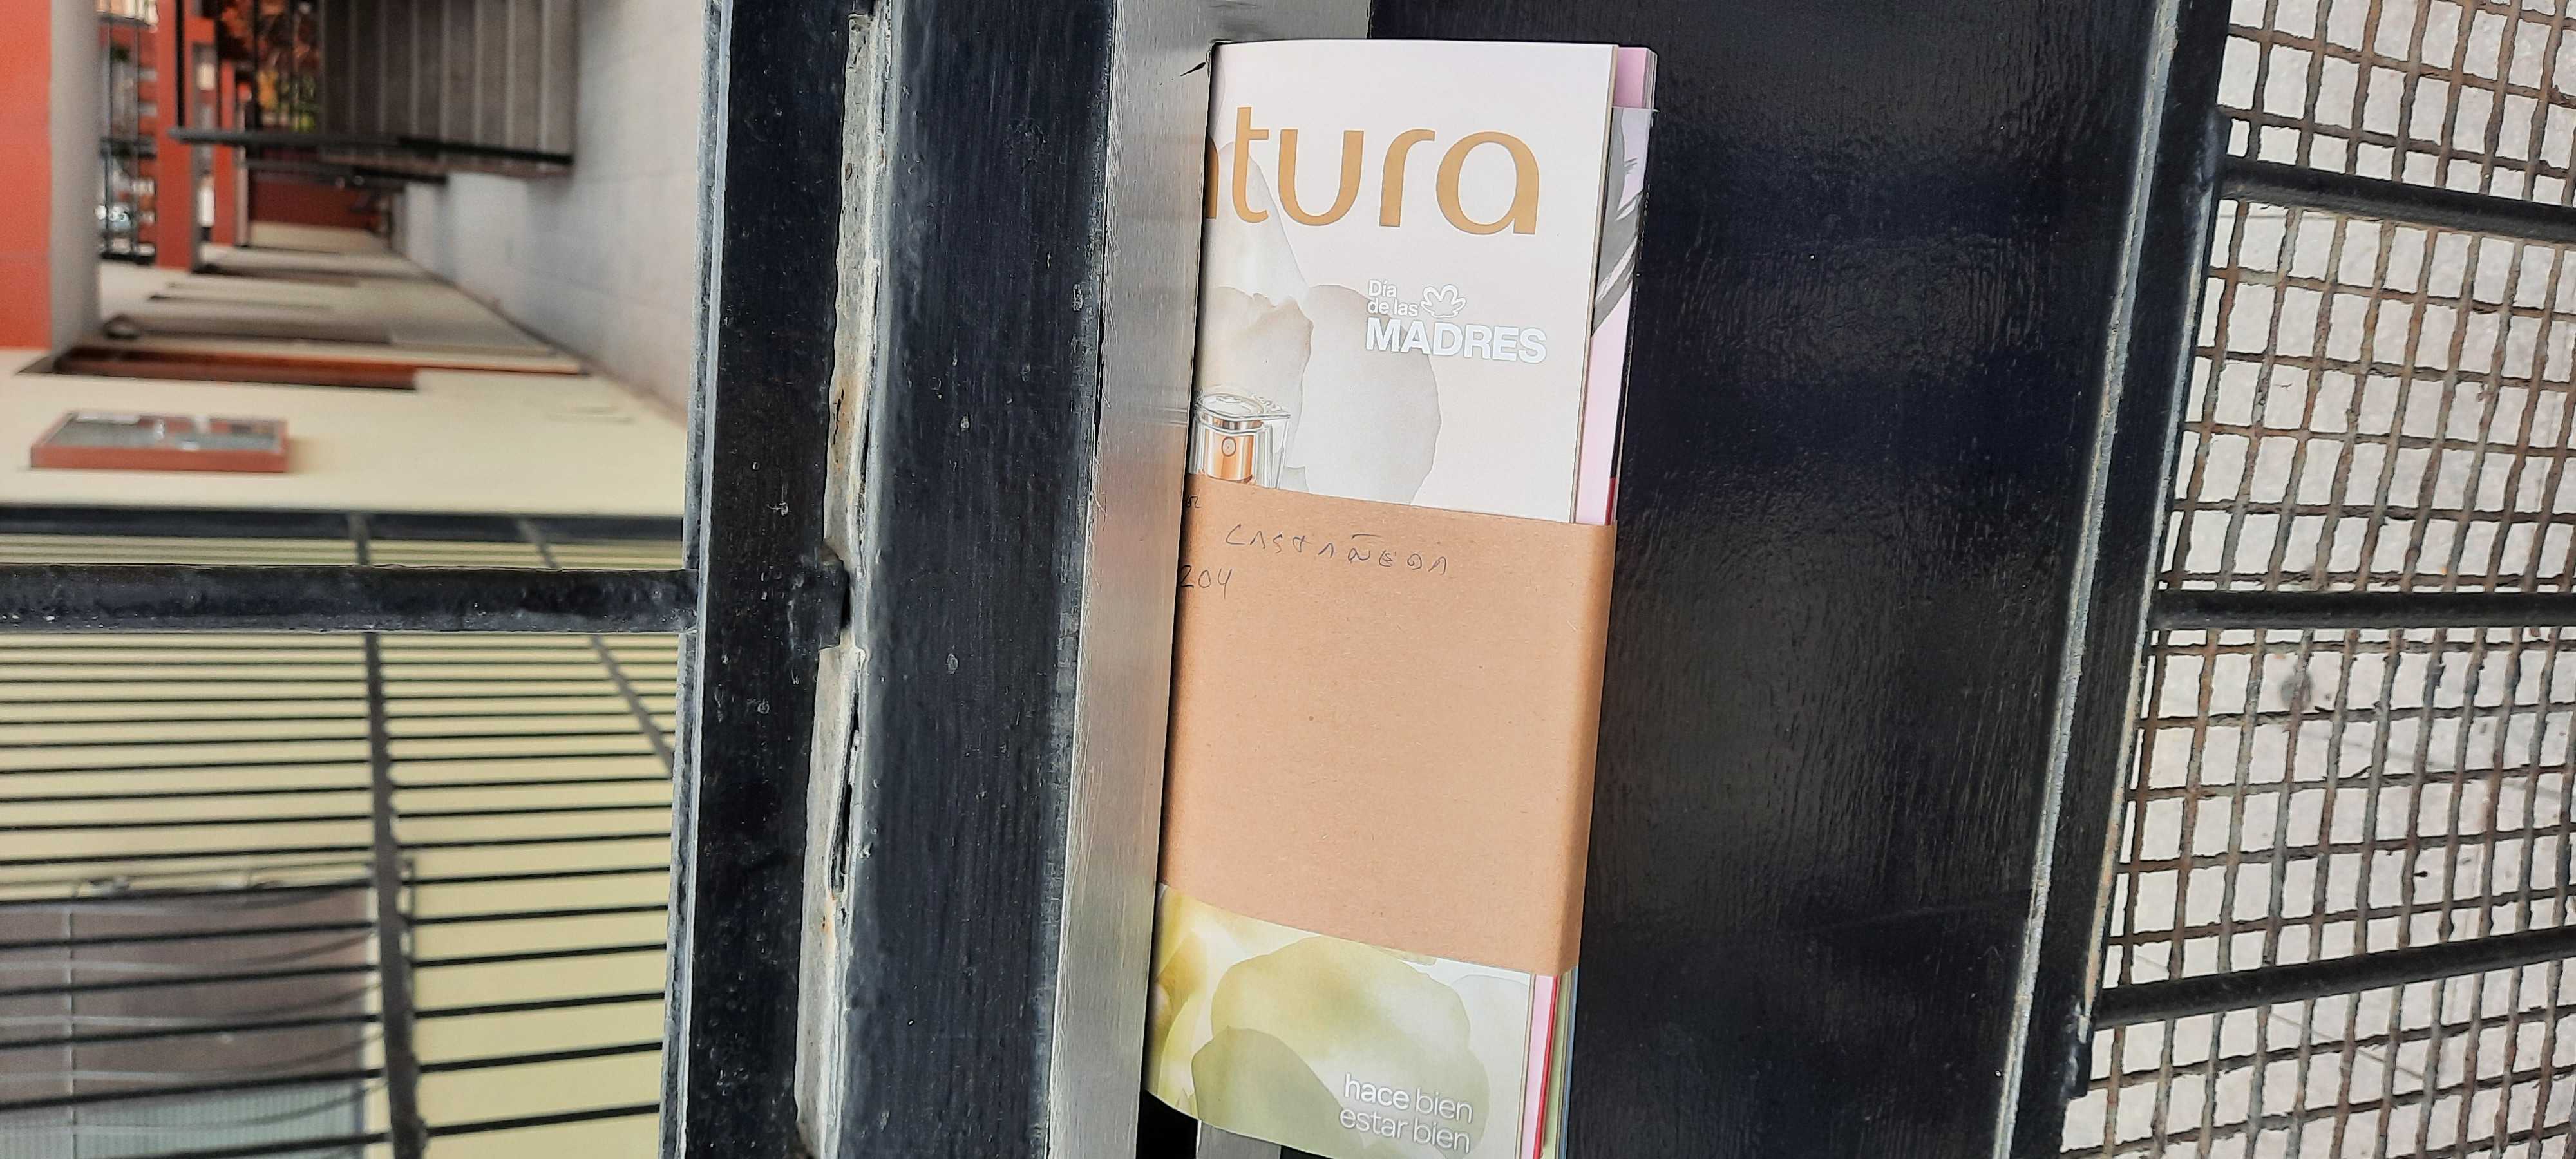 tura
Día
de las
MADRES
CASTAÑEDA
204
hace bien
estar bien